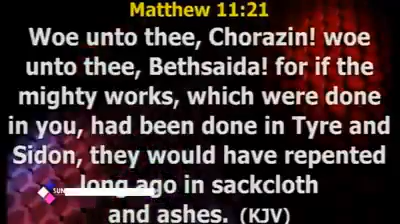 Matthew 11:21
Woe unto thee, Chorazin! woe
unto thee, Bethsaida! for if the
mighty works, which were done
in you, had been done in Tyre and
Sidon, they would have repented
long ago in sackcloth
and ashes. (KJV)
SUN